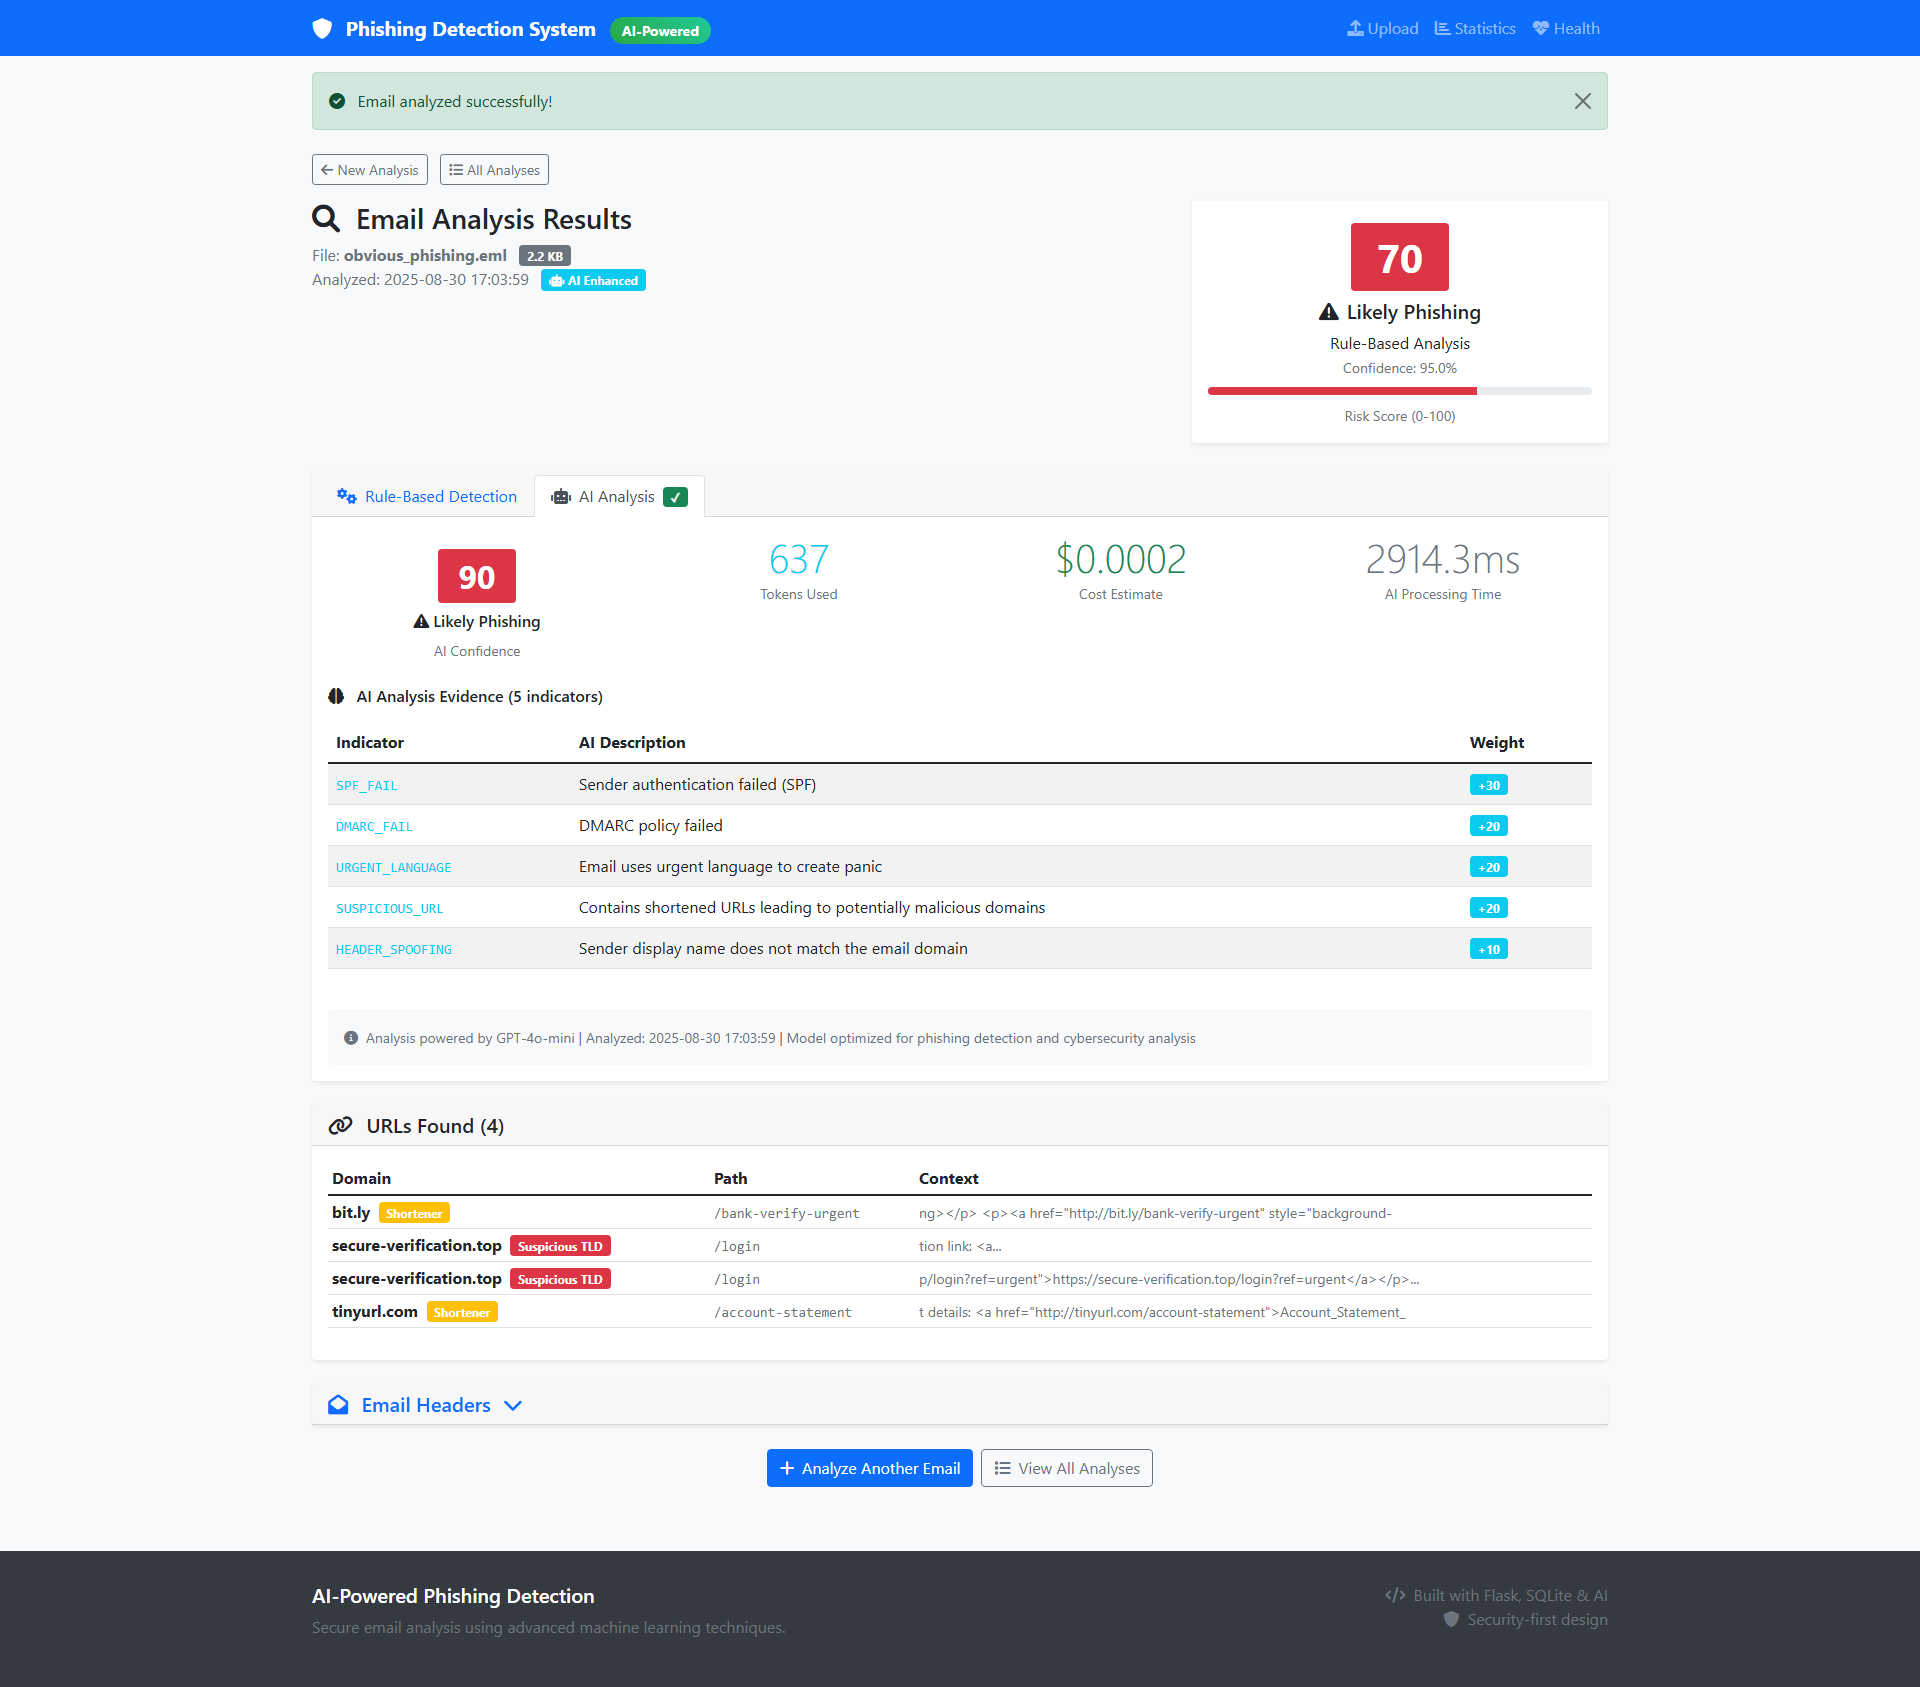 Phishing Detection System AI-Powered Upload Statistics Health
Email analyzed successfully!
New Analysis All Analyses
Email Analysis Results
File: obvious_phishing.eml 2.2 KB
Analyzed: 2025-08-30 17:03:59 AI Enhanced
70
Likely Phishing
Rule-Based Analysis
Confidence: 95.0%
Risk Score (0-100)
Rule-Based Detection AI Analysis ✓
90
Likely Phishing
AI Confidence
637
Tokens Used
$0.0002
Cost Estimate
2914.3ms
AI Processing Time
AI Analysis Evidence (5 indicators)
Indicator AI Description Weight
SPF_FAIL Sender authentication failed (SPF) +30
DMARC_FAIL DMARC policy failed +20
URGENT_LANGUAGE Email uses urgent language to create panic +20
SUSPICIOUS_URL Contains shortened URLs leading to potentially malicious domains +20
HEADER_SPOOFING Sender display name does not match the email domain +10
Analysis powered by GPT-4o-mini | Analyzed: 2025-08-30 17:03:59 | Model optimized for phishing detection and cybersecurity analysis
URLs Found (4)
Domain Path Context
bit.ly Shortener /bank-verify-urgent ng></p> <p><a href="http://bit.ly/bank-verify-urgent" style="background-
secure-verification.top Suspicious TLD /login tion link: <a...
secure-verification.top Suspicious TLD /login p/login?ref=urgent">https://secure-verification.top/login?ref=urgent</a></p>...
tinyurl.com Shortener /account-statement t details: <a href="http://tinyurl.com/account-statement">Account_Statement_
Email Headers
Analyze Another Email View All Analyses
AI-Powered Phishing Detection
Secure email analysis using advanced machine learning techniques.
Built with Flask, SQLite & AI
Security-first design